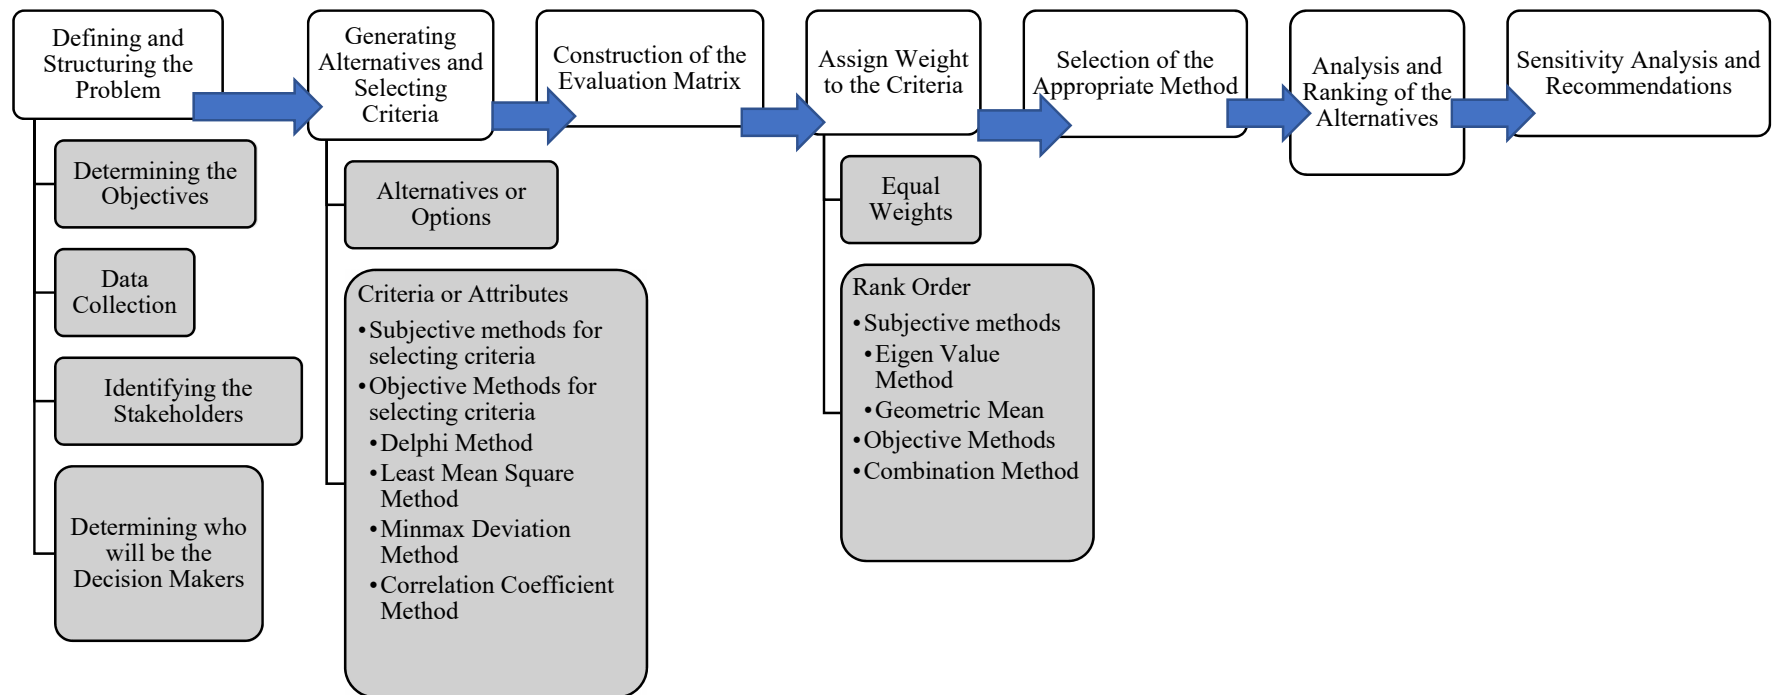 Defining and
Structuring the
Problem
Generating
Alternatives and
Selecting
Criteria
Construction of the
Evaluation Matrix
Assign Weight
to the Criteria
Selection of the
Appropriate Method
Analysis and
Ranking of the
Alternatives
Sensitivity Analysis and
Recommendations
Determining the
Objectives
Data
Collection
Identifying the
Stakeholders
Determining who
will be the
Decision Makers
Alternatives or
Options
Criteria or Attributes
•Subjective methods for
selecting criteria
•Objective Methods for
selecting criteria
•Delphi Method
•Least Mean Square
Method
•Minmax Deviation
Method
•Correlation Coefficient
Method
Equal
Weights
Rank Order
•Subjective methods
•Eigen Value
Method
•Geometric Mean
•Objective Methods
•Combination Method